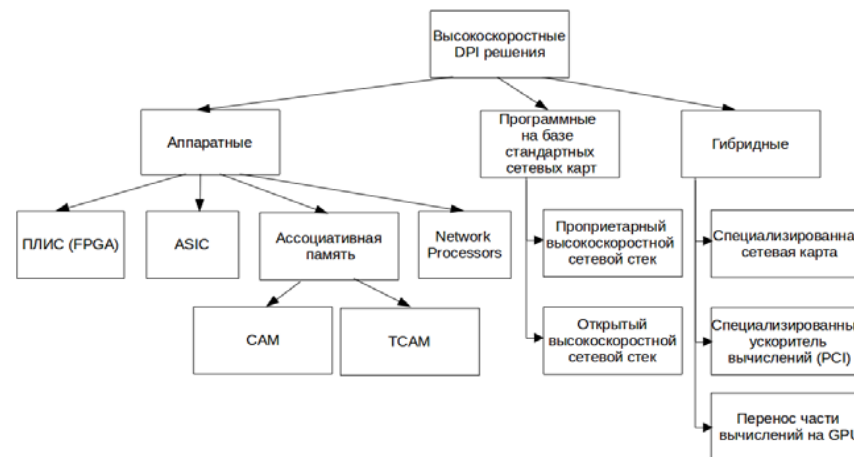 Высокоскоростные
DPI решения
Аппаратные
Программные
на базе
стандартных
сетевых карт
Гибридные
ПЛИС (FPGA)
ASIC
Ассоциативная
память
Network
Processors
Проприетарный
высокоскоростной
сетевой стек
Специализированна
сетевая карта
CAM
TCAM
Открытый
высокоскоростной
сетевой стек
Специализированны
ускоритель
вычислений (PCI)
Перенос части
вычислений на GPU